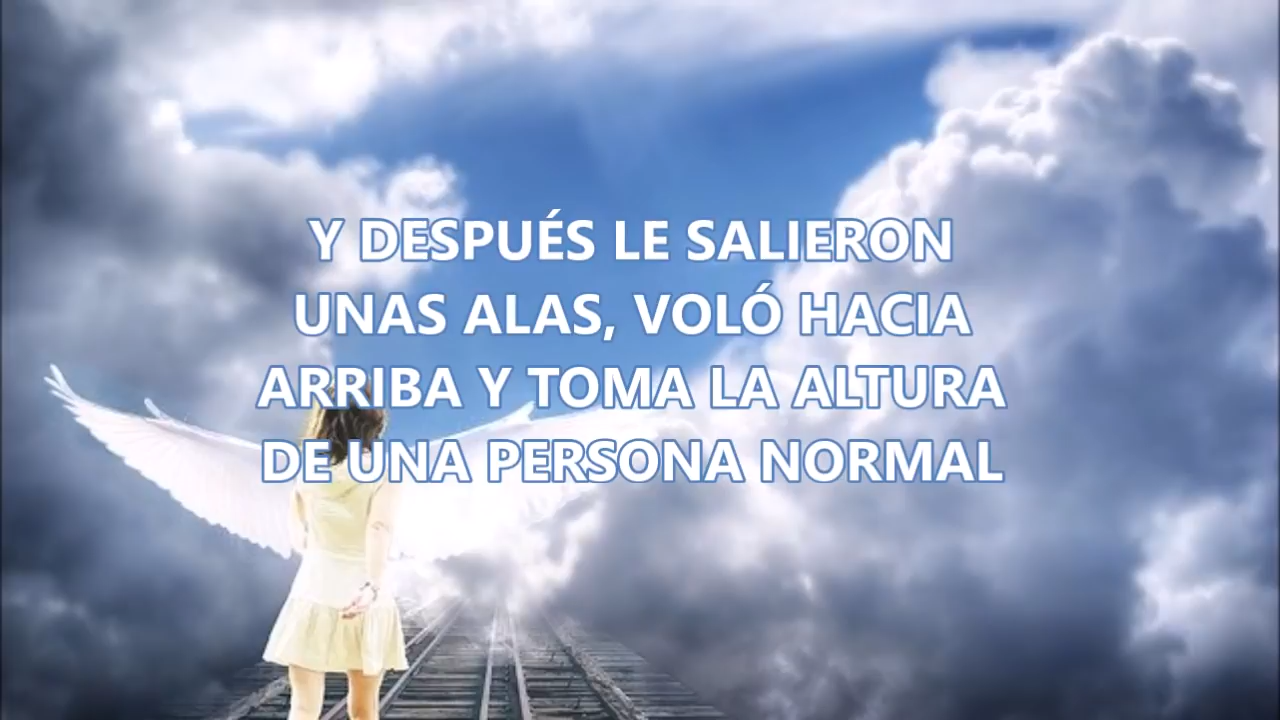 Y DESPUÉS LE SALIERON
UNAS ALAS, VOLÓ HACIA
ARRIBA Y TOMA LA ALTURA
DE UNA PERSONA NORMAL